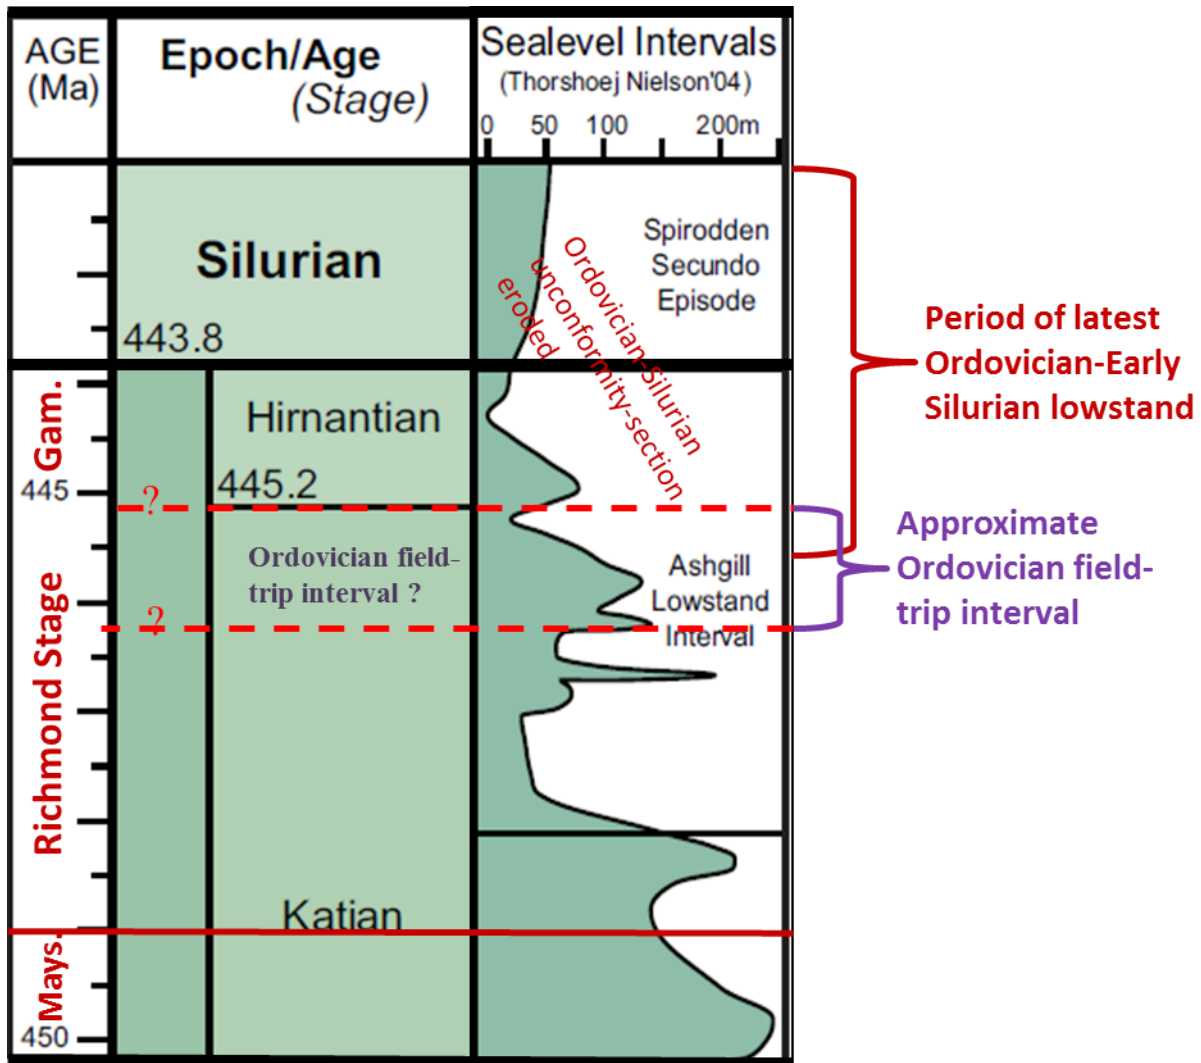 AGE
(Ma)
Epoch/Age
(Stage)
Sealevel Intervals
(Thorshoej Nielson'04)
0 50 100 200m
Silurian
443.8
Spirodden
Secundo
Episode
Ordovician-Silurian
unconformity-section
eroded
Period of latest
Ordovician-Early
Silurian lowstand
Gam.
Hirnantian
445
?
445.2
Ordovician field-
trip interval ?
?
Ashgill
Lowstand
Interval
Approximate
Ordovician field-
trip interval
Richmond Stage
Katian
Mays.
450